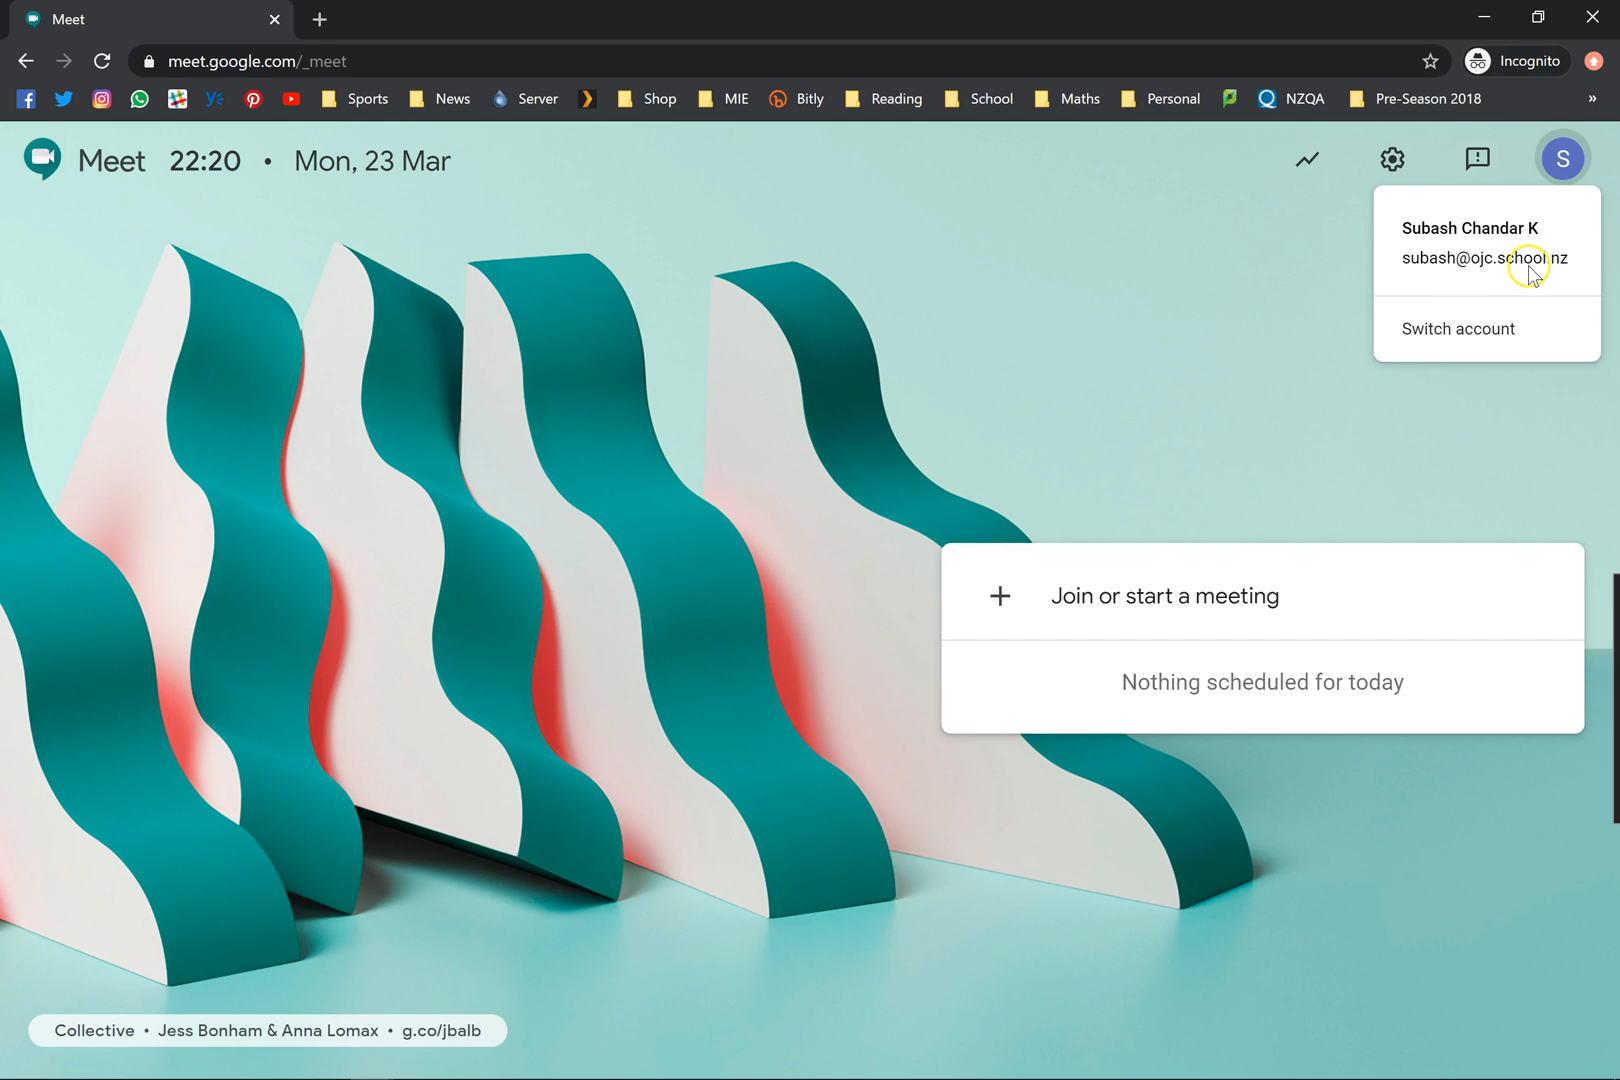 Meet
meet.google.com/_meet
Incognito
Sports
News
Server
Shop
MIE
Bitly
Reading
School
Maths
Personal
NZQA
Pre-Season 2018
»
Meet 22:20 • Mon, 23 Mar
S
Subash Chandar K
subash@ojc.school.nz
Switch account
Join or start a meeting
Nothing scheduled for today
Collective • Jess Bonham & Anna Lomax • g.co/jbalb